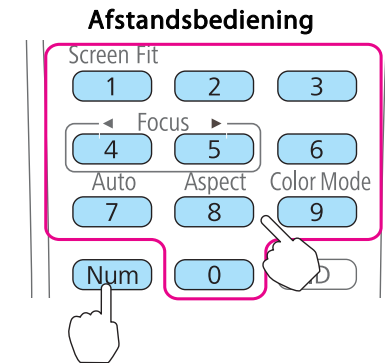 Afstandsbediening
Screen Fit
1 2 3
◄ Focus ►
4 5 6
Auto Aspect Color Mode
7 8 9
Num 0